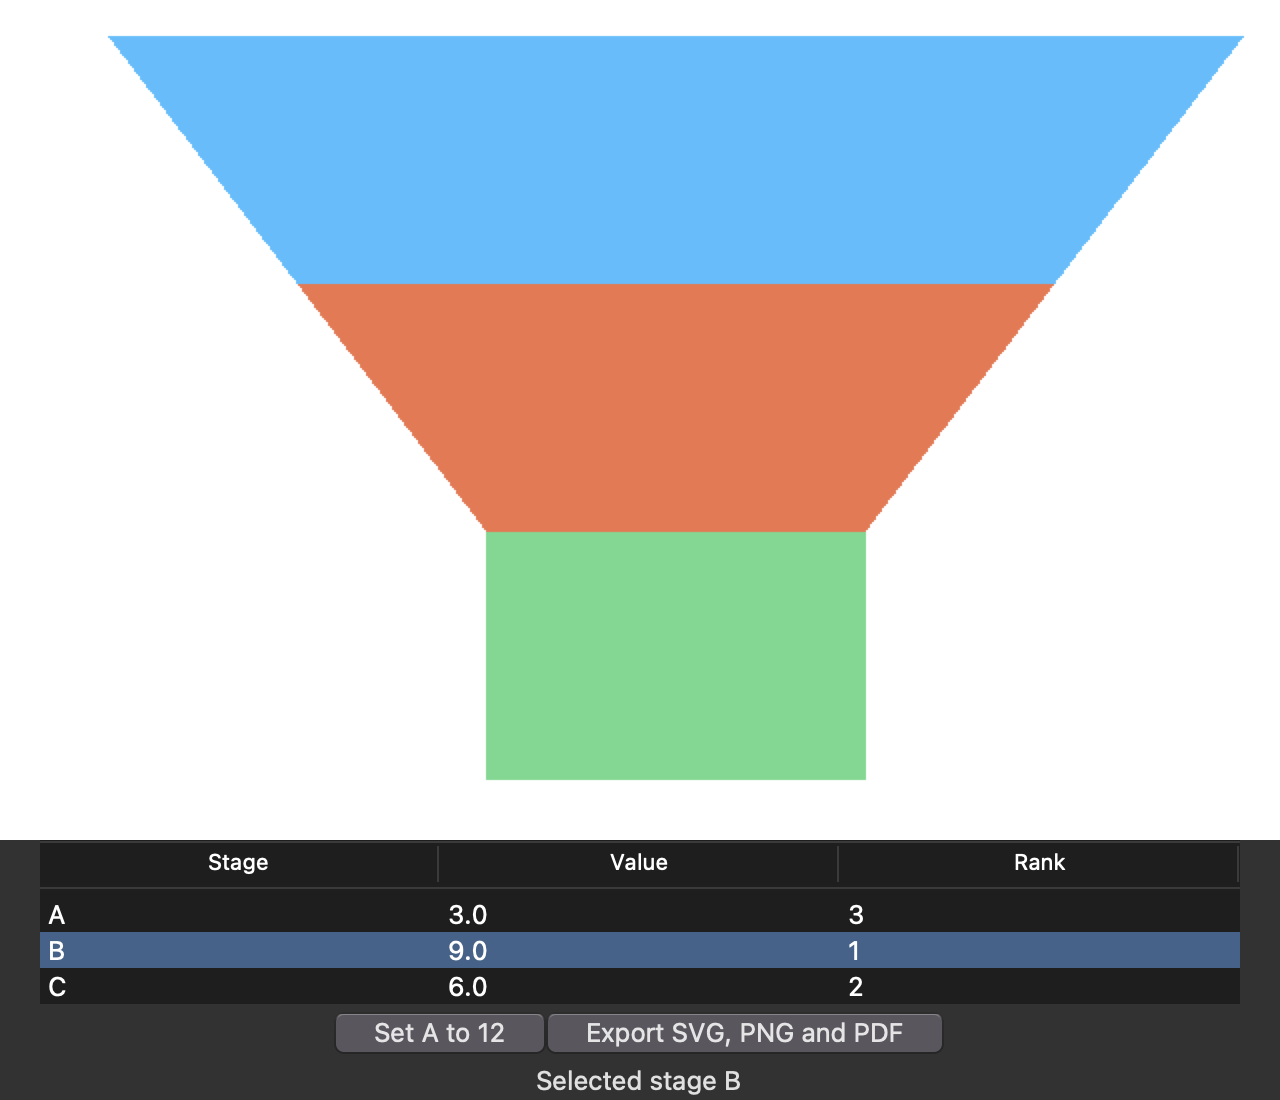 Stage Value Rank
A 3.0 3
B 9.0 1
C 6.0 2
Set A to 12 Export SVG, PNG and PDF
Selected stage B